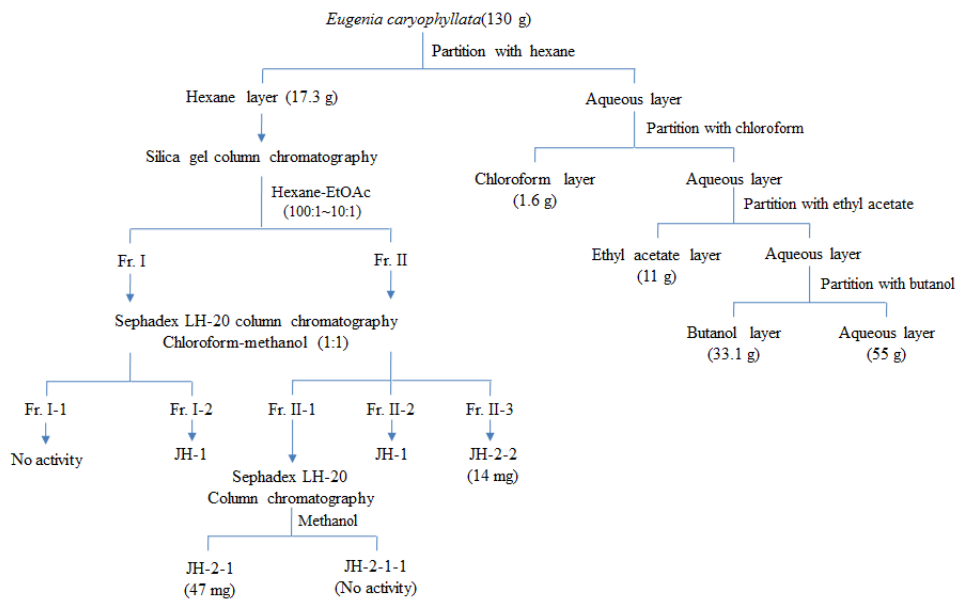 Eugenia caryophyllata(130 g)
Partition with hexane
Hexane layer (17.3 g)
Aqueous layer
Partition with chloroform
Silica gel column chromatography
Chloroform layer
(1.6 g)
Aqueous layer
Hexane-EtOAc
(100:1~10:1)
Partition with ethyl acetate
Fr. I
Fr. II
Ethyl acetate layer
(11 g)
Aqueous layer
Partition with butanol
Sephadex LH-20 column chromatography
Chloroform-methanol (1:1)
Butanol layer
(33.1 g)
Aqueous layer
(55 g)
Fr. I-1
Fr. I-2
Fr. II-1
Fr. II-2
Fr. II-3
No activity
JH-1
JH-1
JH-2-2
(14 mg)
Sephadex LH-20
Column chromatography
Methanol
JH-2-1
(47 mg)
JH-2-1-1
(No activity)